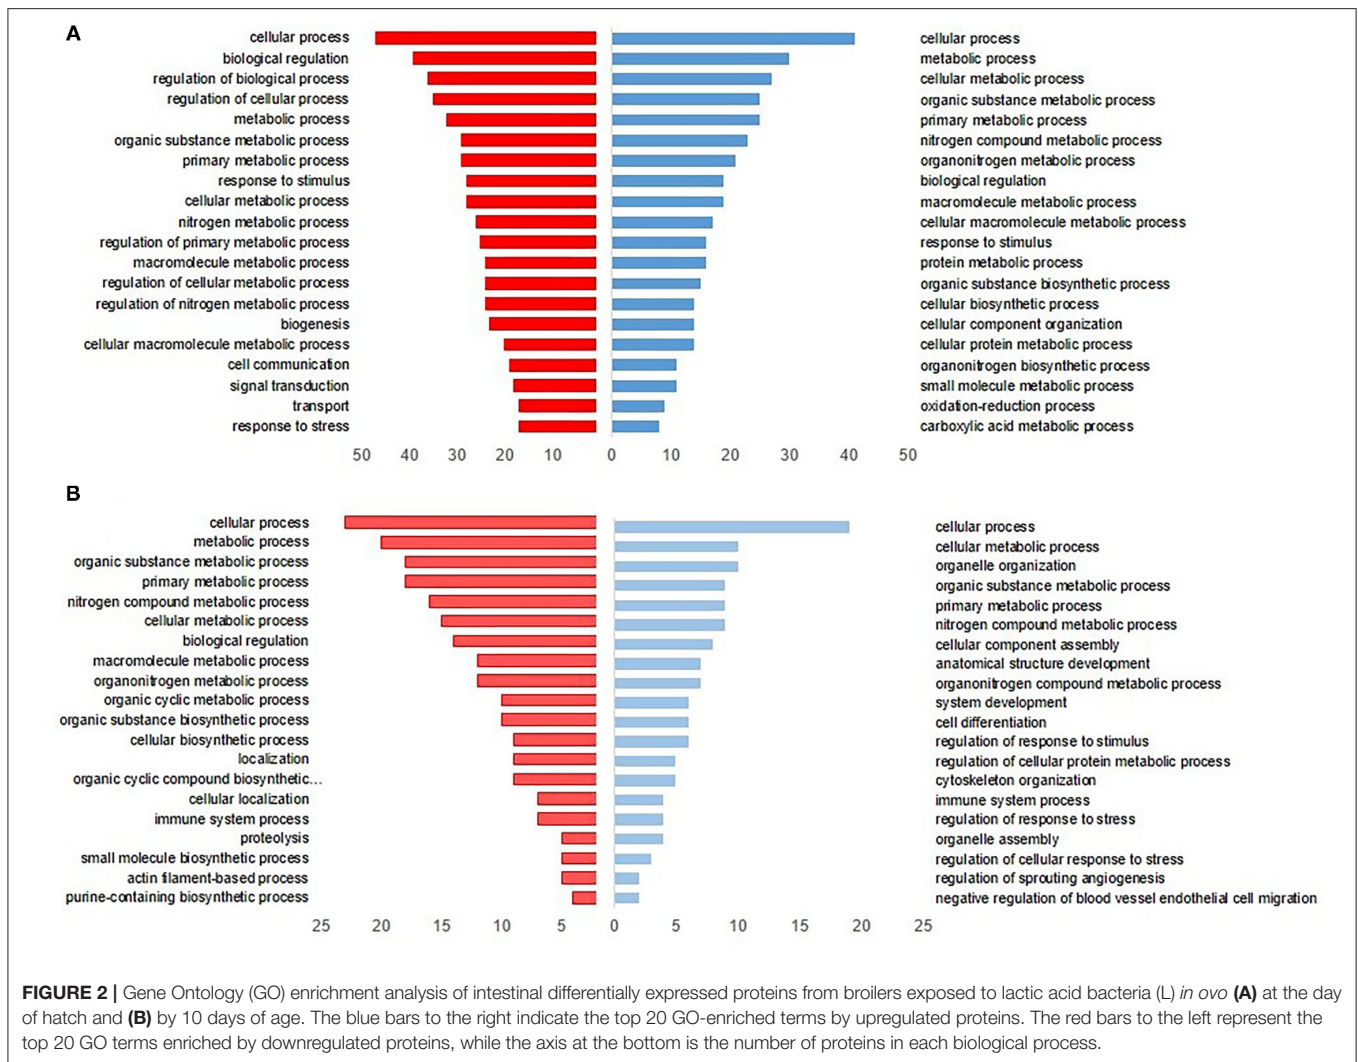 A
cellular process
biological regulation
regulation of biological process
regulation of cellular process
metabolic process
organic substance metabolic process
primary metabolic process
response to stimulus
cellular metabolic process
nitrogen metabolic process
regulation of primary metabolic process
macromolecule metabolic process
regulation of cellular metabolic process
regulation of nitrogen metabolic process
biogenesis
cellular macromolecule metabolic process
cell communication
signal transduction
transport
response to stress
50 40 30 20 10
cellular process
metabolic process
cellular metabolic process
organic substance metabolic process
primary metabolic process
nitrogen compound metabolic process
organonitrogen metabolic process
biological regulation
macromolecule metabolic process
cellular macromolecule metabolic process
response to stimulus
protein metabolic process
organic substance biosynthetic process
cellular biosynthetic process
cellular component organization
cellular protein metabolic process
organonitrogen biosynthetic process
small molecule metabolic process
oxidation-reduction process
carboxylic acid metabolic process
0 10 20 30 40 50
B
cellular process
metabolic process
organic substance metabolic process
primary metabolic process
nitrogen compound metabolic process
cellular metabolic process
biological regulation
macromolecule metabolic process
organonitrogen metabolic process
organic cyclic metabolic process
organic substance biosynthetic process
cellular biosynthetic process
localization
organic cyclic compound biosynthetic...
cellular localization
immune system process
proteolysis
small molecule biosynthetic process
actin filament-based process
purine-containing biosynthetic process
25 20 15 10 5
cellular process
cellular metabolic process
organelle organization
organic substance metabolic process
primary metabolic process
nitrogen compound metabolic process
cellular component assembly
anatomical structure development
organonitrogen compound metabolic process
system development
cell differentiation
regulation of response to stimulus
regulation of cellular protein metabolic process
cytoskeleton organization
immune system process
regulation of response to stress
organelle assembly
regulation of cellular response to stress
regulation of sprouting angiogenesis
negative regulation of blood vessel endothelial cell migration
0 5 10 15 20 25
FIGURE 2 | Gene Ontology (GO) enrichment analysis of intestinal differentially expressed proteins from broilers exposed to lactic acid bacteria (L) in ovo (A) at the day
of hatch and (B) by 10 days of age. The blue bars to the right indicate the top 20 GO-enriched terms by upregulated proteins. The red bars to the left represent the
top 20 GO terms enriched by downregulated proteins, while the axis at the bottom is the number of proteins in each biological process.